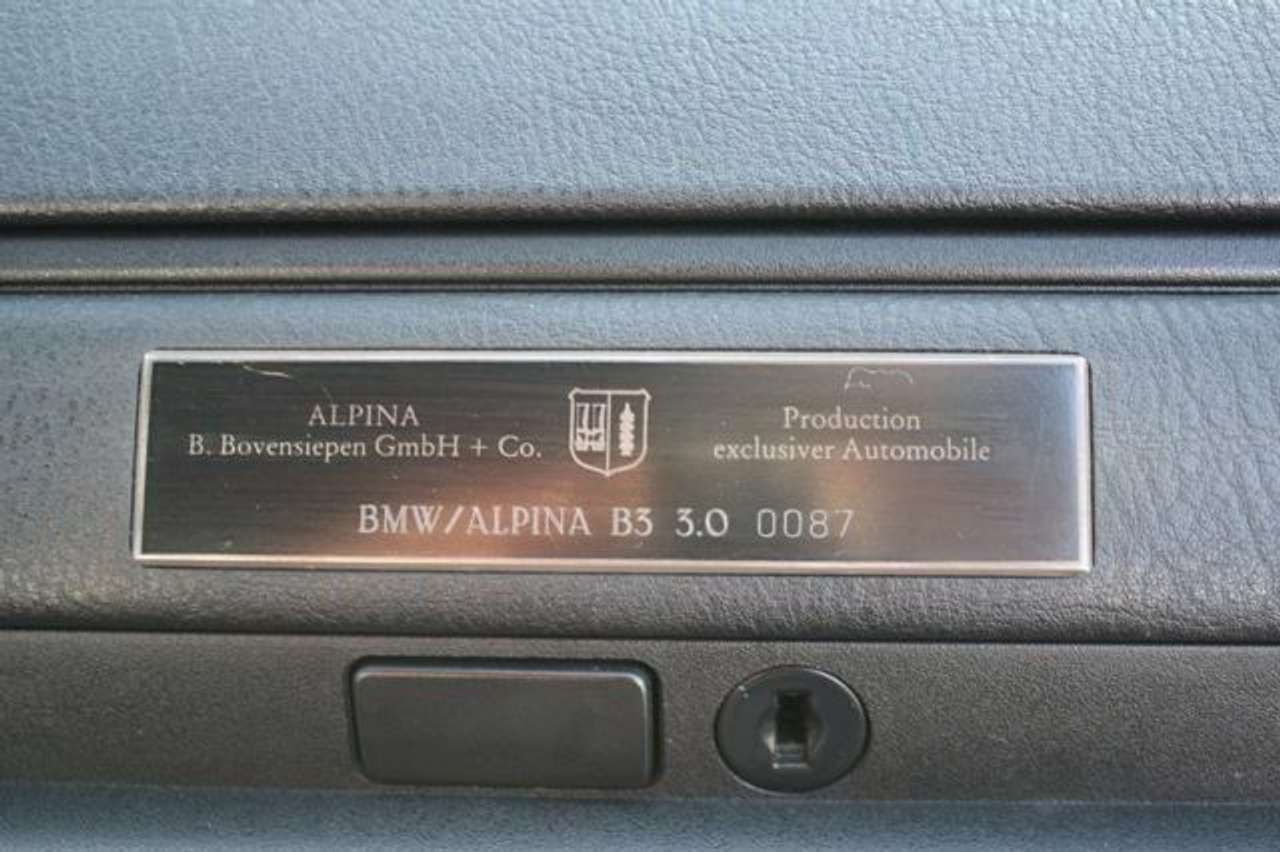 ALPINA
B. Bovensiepen GmbH + Co.
Production
exclusiver Automobile
BMW/ALPINA B3 3.0 0087